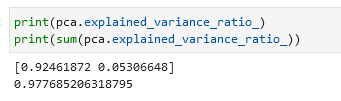 print(pca.explained_variance_ratio_)
print(sum(pca.explained_variance_ratio_))
[0.92461872 0.05306648]
0.977685206318795